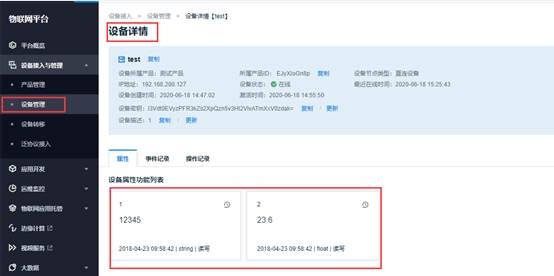 物联网平台
平台概览
设备接入与管理
产品管理
设备管理
设备转移
泛协议接入
应用开发
运维监控
物联网应用托管
边缘计算
视频服务
大数据
设备接入 > 设备管理 > 设备详情【test】
设备详情
test 复制
设备所属产品：测试产品 所属产品ID：EJxXioGn8p 复制 设备节点类型：直连设备
IP地址：192.168.200.127 设备状态：在线 最近在线时间：2020-06-18 15:25:43
设备创建时间：2020-06-18 14:47.02 激活时间：2020-06-18 14:55:50
设备密钥： 复制 / 更新
设备描述：1 复制 / 更新
属性 事件记录 操作记录
设备属性功能列表
1 2
12345 23.6
2018-04-23 09:58:42 | string | 读写 2018-04-23 09:58:42 | float | 读写